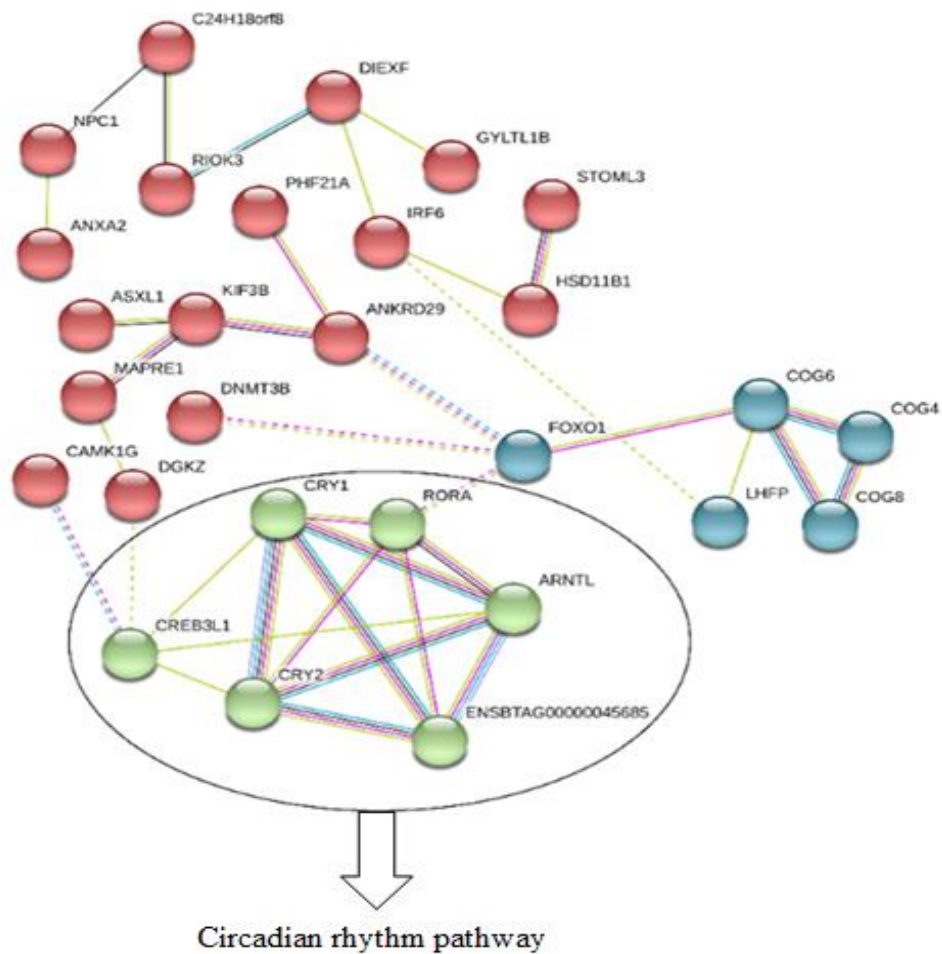 C24H18orf8
DIEXF
NPC1
GYLTL1B
RIOK3
PHF21A
STOML3
IRF6
ANXA2
HSD11B1
ASXL1
KIF3B
ANKRD29
MAPRE1
COG6
DNMT3B
COG4
FOXO1
CAMK1G
DGKZ
CRY1
RORA
LHFP
COG8
ARNTL
CREB3L1
CRY2
ENSBTAG00000045685
Circadian rhythm pathway